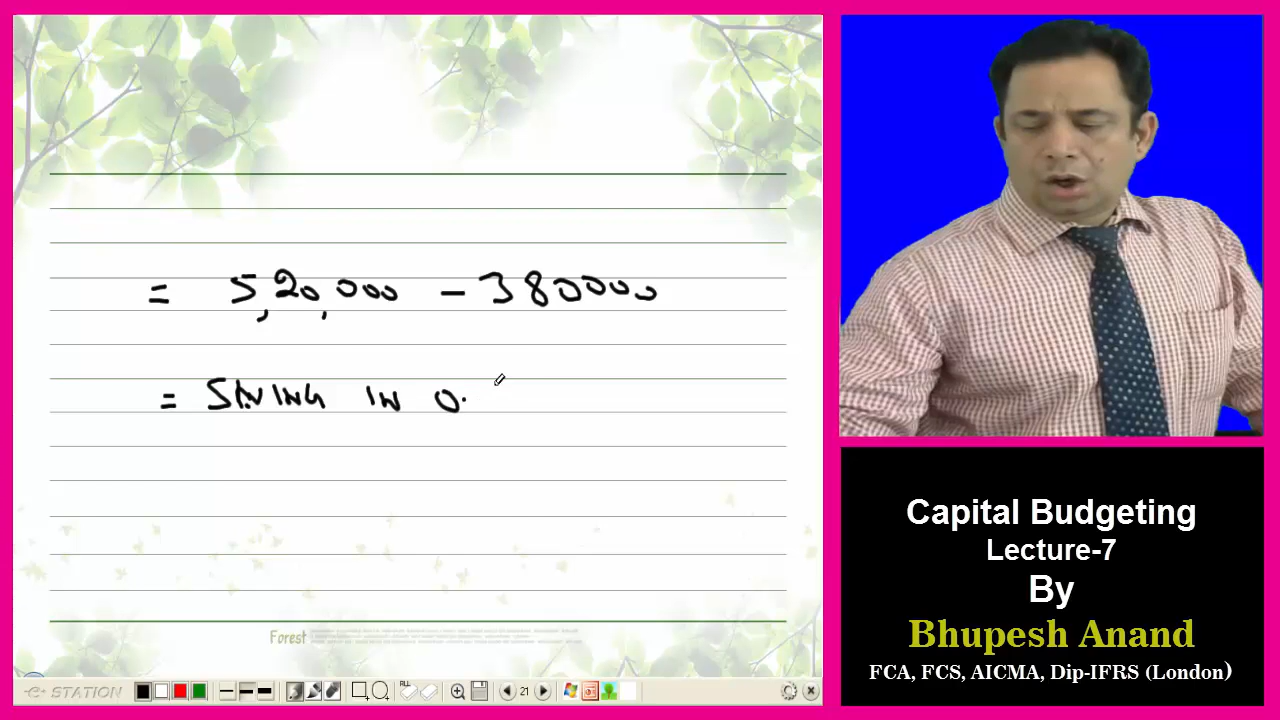 = 5,20,000 - 380000
= SAVING IN O.
Forest
e-STATION
ALL
21
Capital Budgeting
Lecture-7
By
Bhupesh Anand
FCA, FCS, AICMA, Dip-IFRS (London)